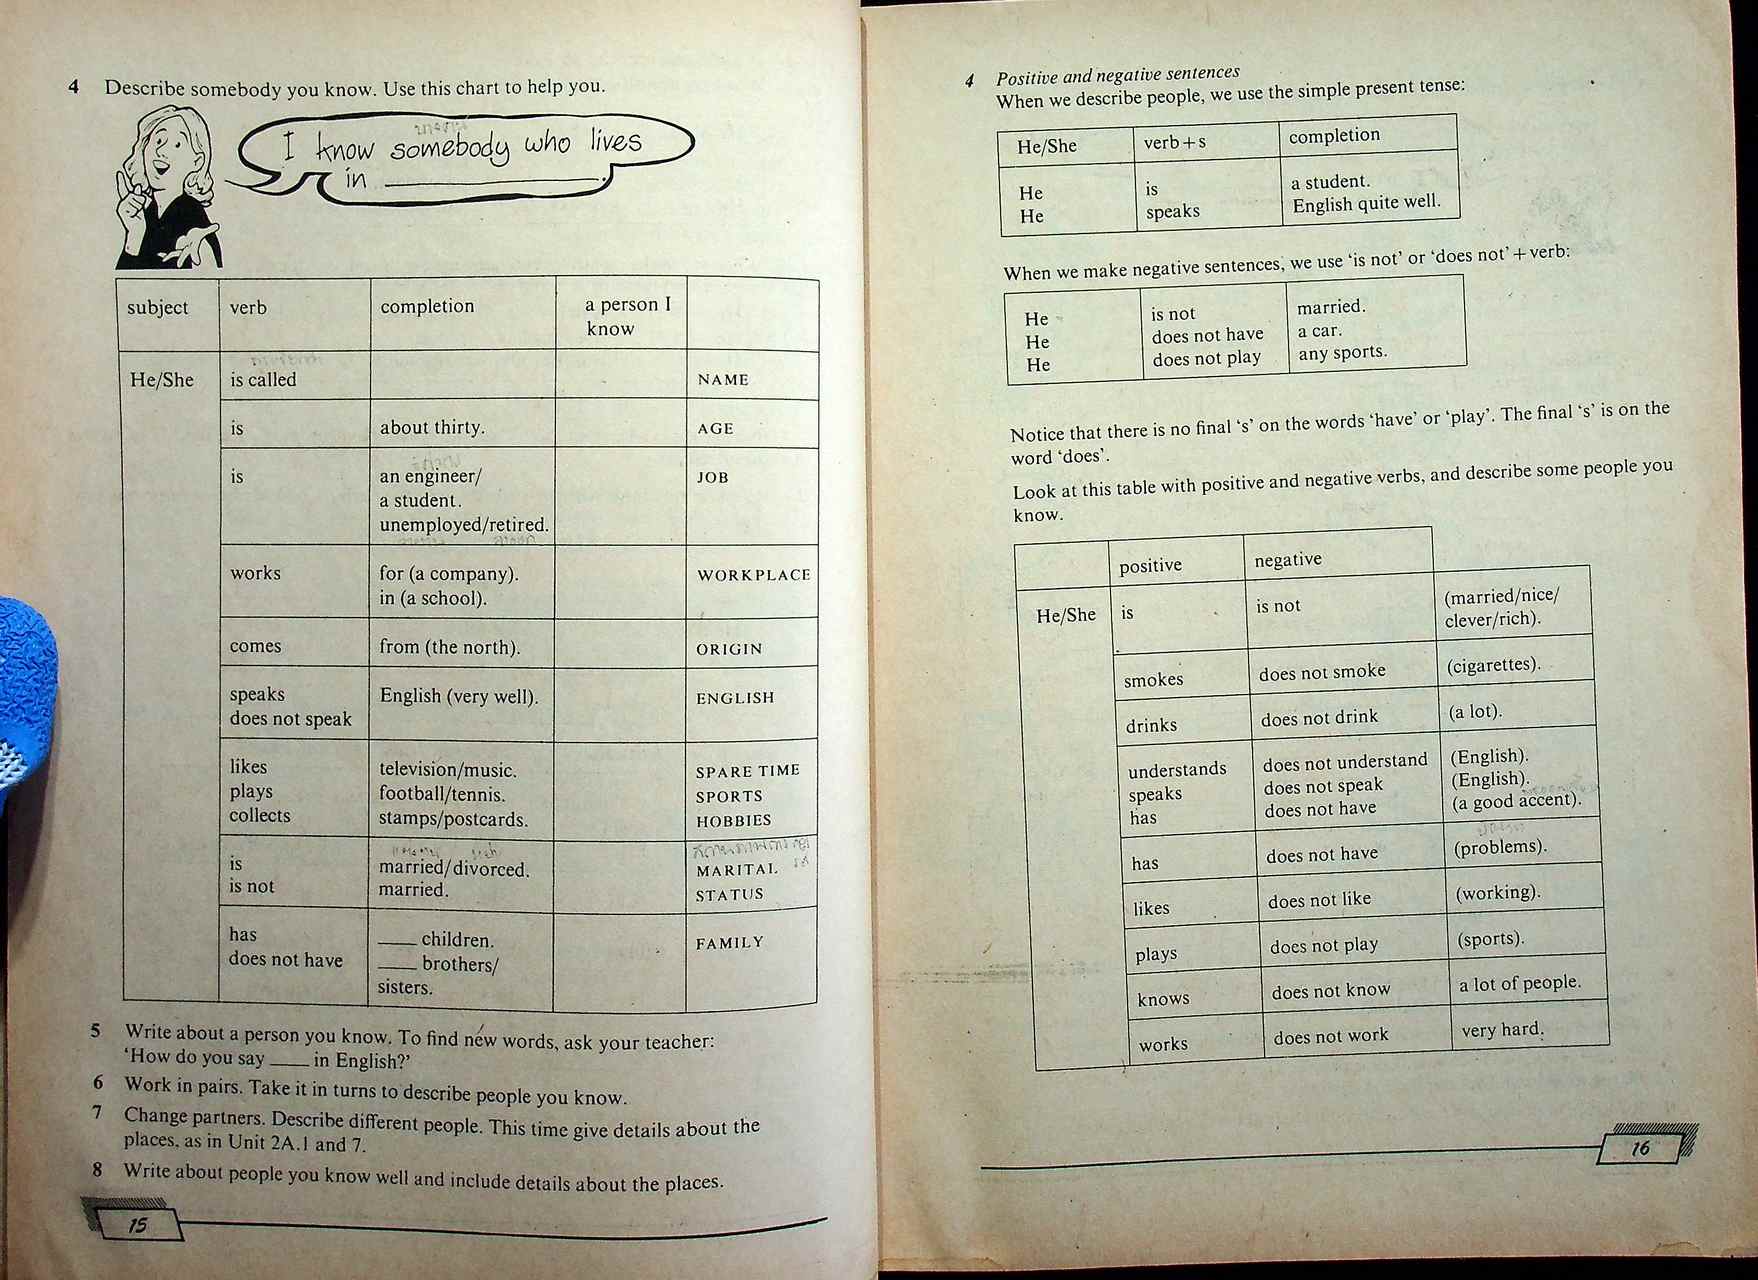 4 Describe somebody you know. Use this chart to help you.
I know somebody who lives
in ___________.
subject verb completion a person I
know
He/She is called NAME
is about thirty. AGE
is an engineer/ JOB
a student.
unemployed/retired.
works for (a company). WORKPLACE
in (a school).
comes from (the north). ORIGIN
speaks English (very well). ENGLISH
does not speak
likes television/music. SPARE TIME
plays football/tennis. SPORTS
collects stamps/postcards. HOBBIES
is married/divorced. MARITAL
is not married. STATUS
has ____ children. FAMILY
does not have ____ brothers/
sisters.
5 Write about a person you know. To find new words, ask your teacher:
‘How do you say ____ in English?’
6 Work in pairs. Take it in turns to describe people you know.
7 Change partners. Describe different people. This time give details about the
places, as in Unit 2A.1 and 7.
8 Write about people you know well and include details about the places.
15
4 Positive and negative sentences
When we describe people, we use the simple present tense:
He/She verb+s completion
He is a student.
He speaks English quite well.
When we make negative sentences, we use ‘is not’ or ‘does not’+verb:
He is not married.
He does not have a car.
He does not play any sports.
Notice that there is no final ‘s’ on the words ‘have’ or ‘play’. The final ‘s’ is on the
word ‘does’.
Look at this table with positive and negative verbs, and describe some people you
know.
positive negative
He/She is is not (married/nice/
clever/rich).
smokes does not smoke (cigarettes).
drinks does not drink (a lot).
understands does not understand (English).
speaks does not speak (English).
has does not have (a good accent).
has does not have (problems).
likes does not like (working).
plays does not play (sports).
knows does not know a lot of people.
works does not work very hard.
16